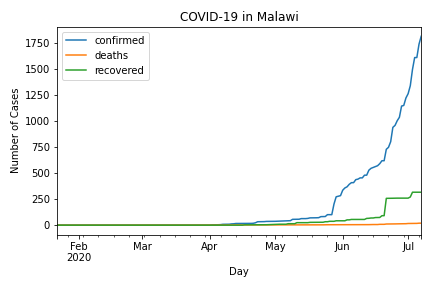 COVID-19 in Malawi
confirmed
deaths
recovered
1750
1500
1250
1000
750
500
250
0
Number of Cases
Feb Mar Apr May Jun Jul
2020
Day